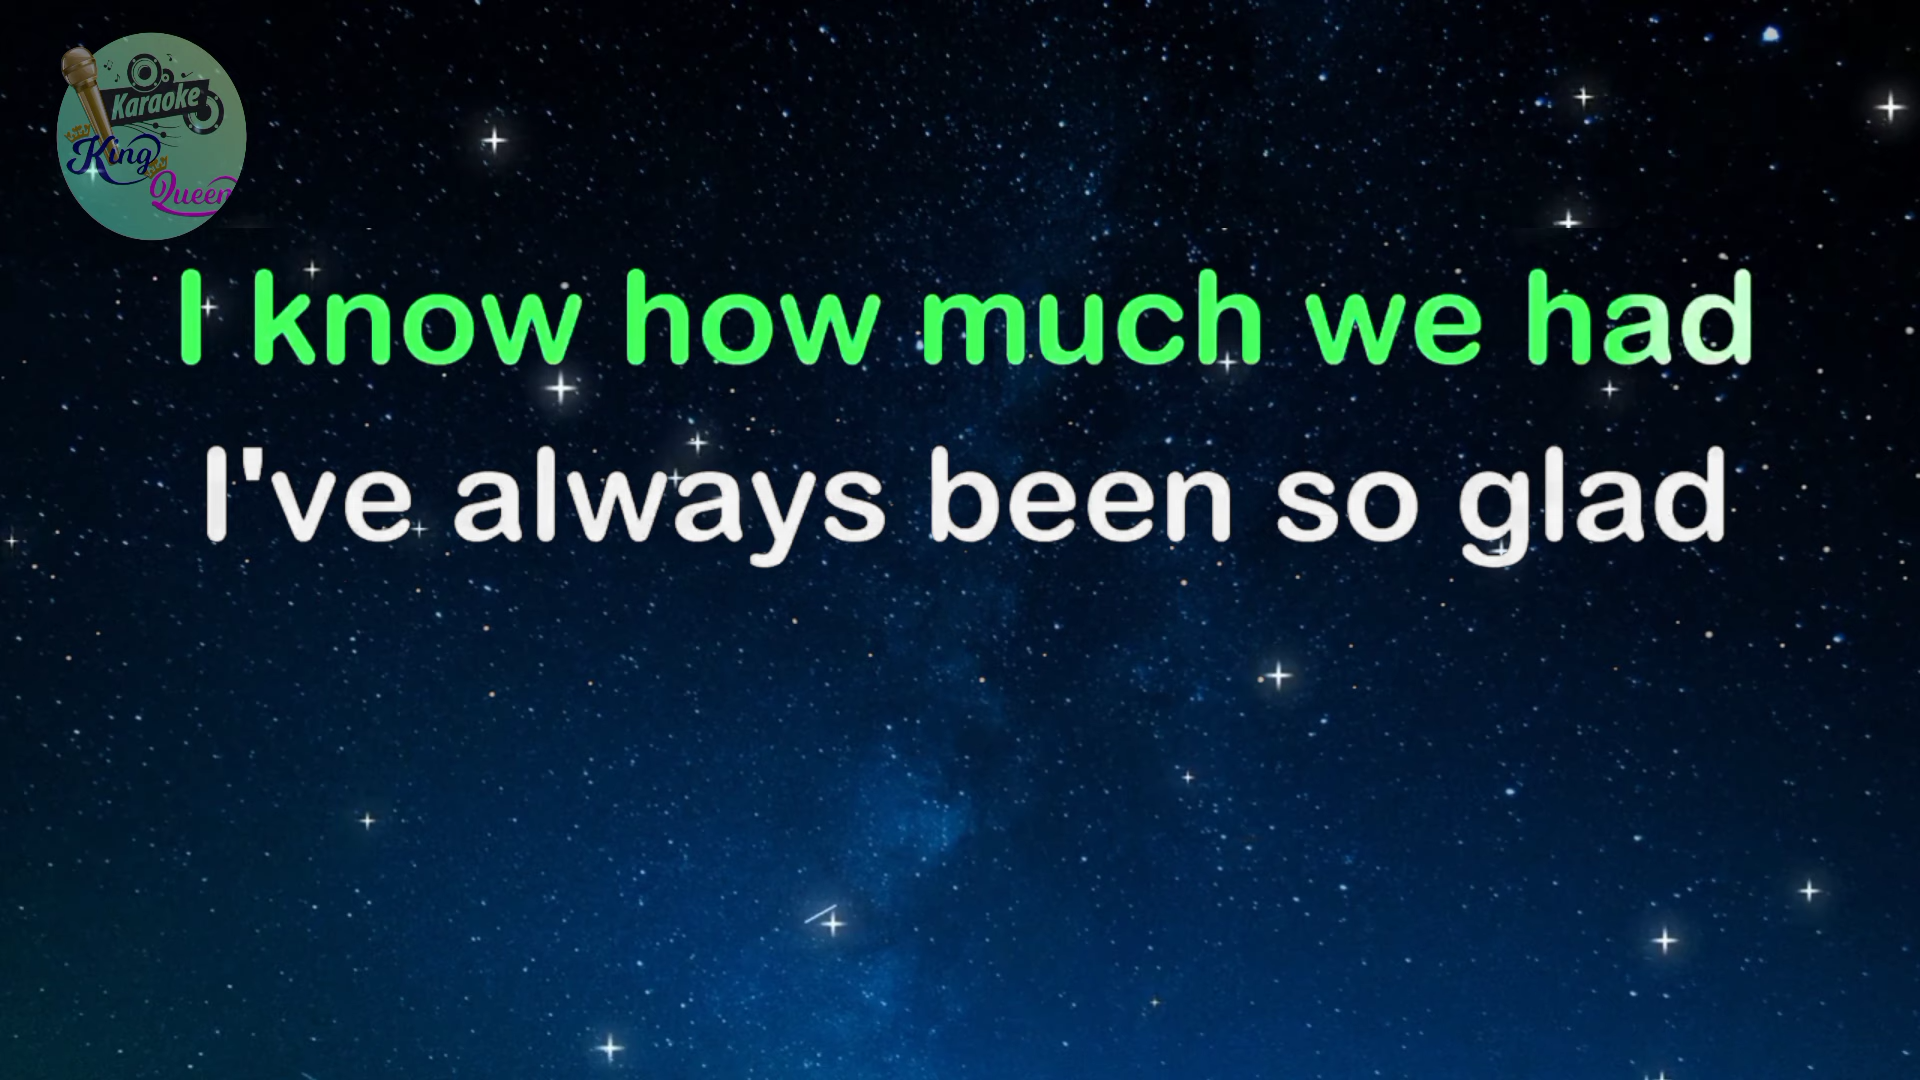 Karaoke
King
Queen
I know how much we had
I've always been so glad